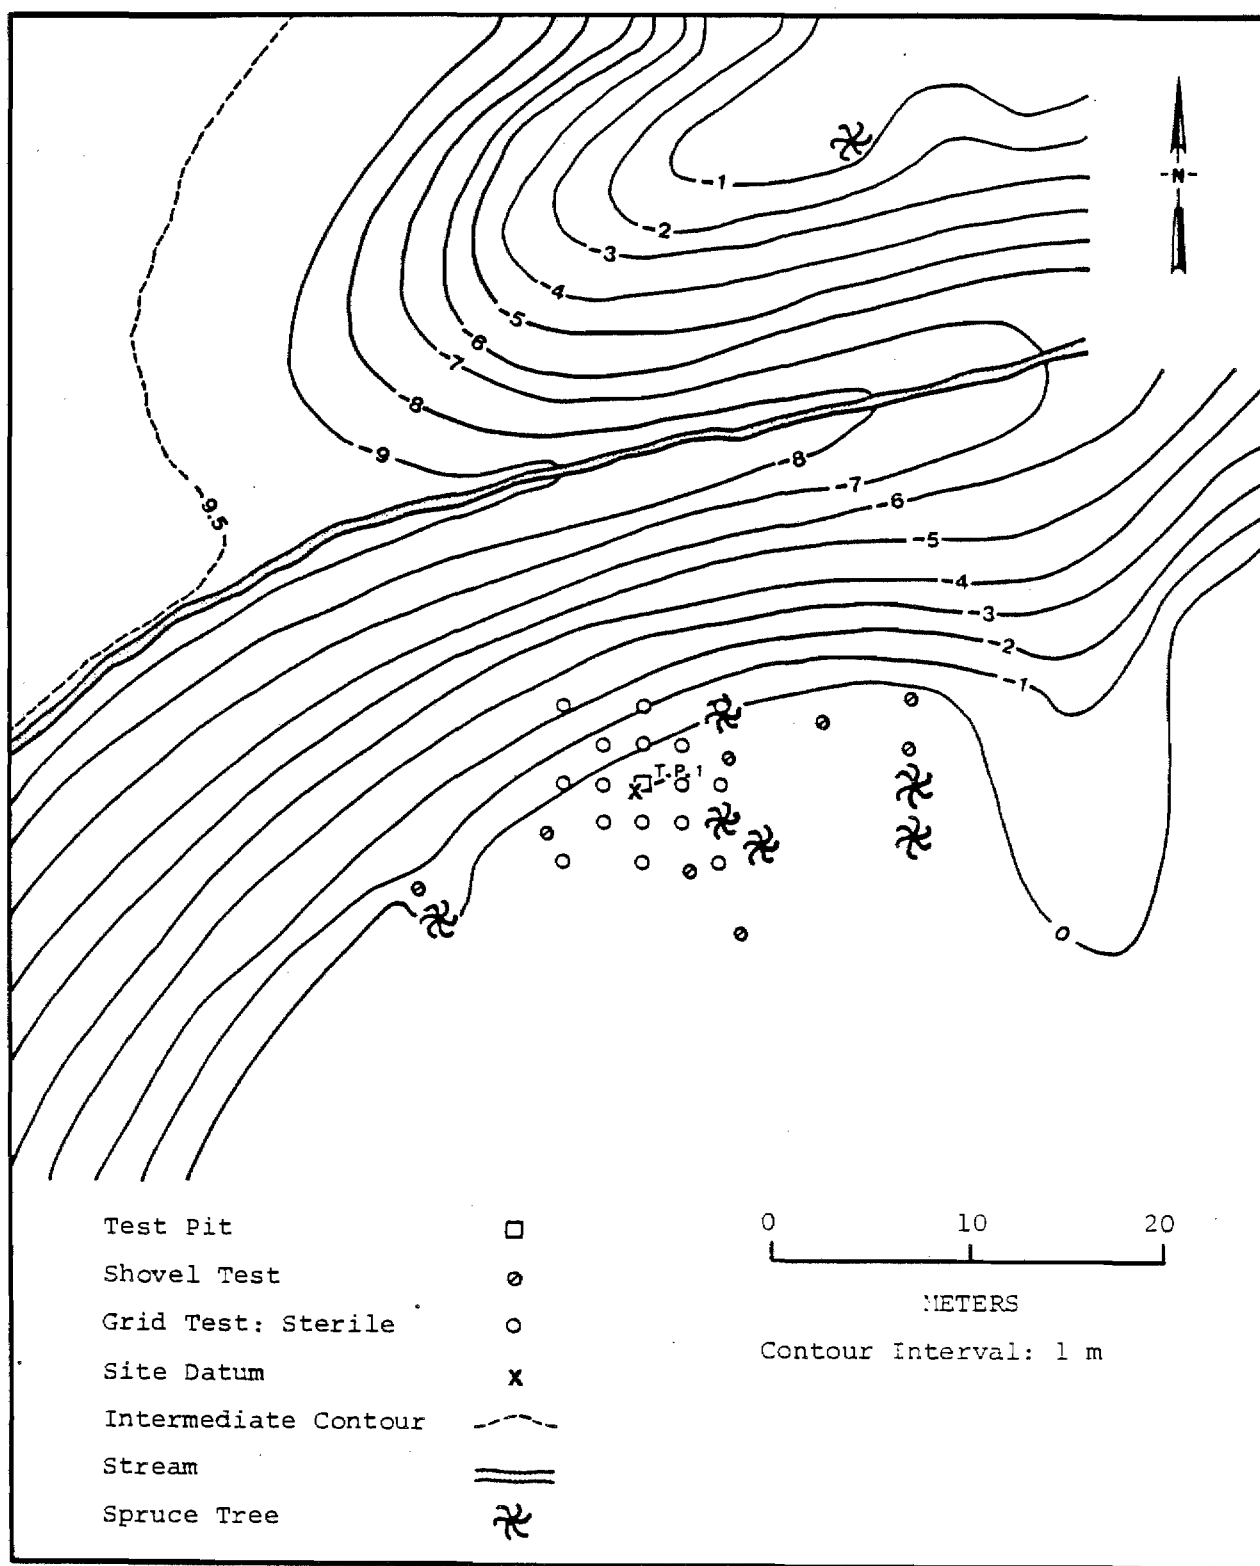 -N-
-1
-2
-3
-4
-5
-6
-7
-8
-9
-9.5
-8
-7
-6
-5
-4
-3
-2
-1
T.P. 1
X
0
Test Pit
Shovel Test
Grid Test: Sterile
Site Datum X
Intermediate Contour
Stream
Spruce Tree
0 10 20
METERS
Contour Interval: 1 m